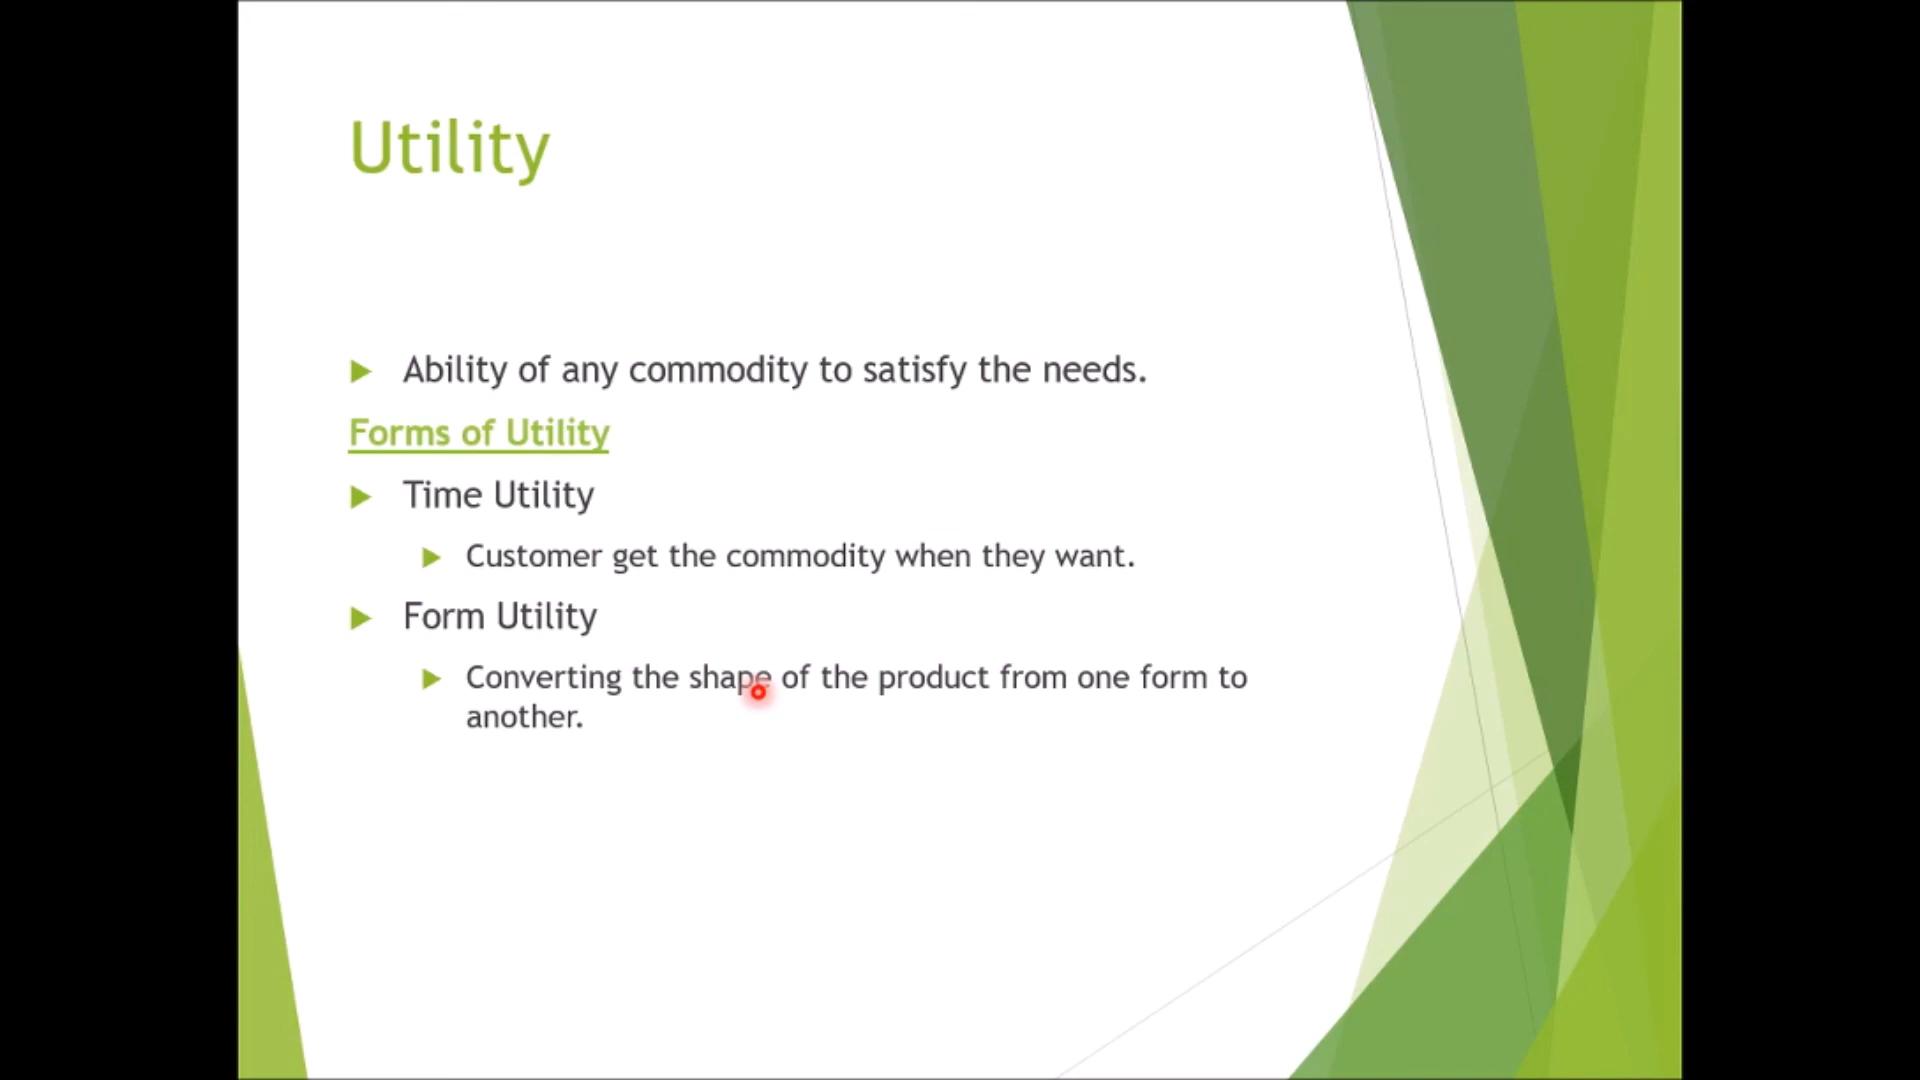 Utility
Ability of any commodity to satisfy the needs.
Forms of Utility
Time Utility
Customer get the commodity when they want.
Form Utility
Converting the shape of the product from one form to
another.